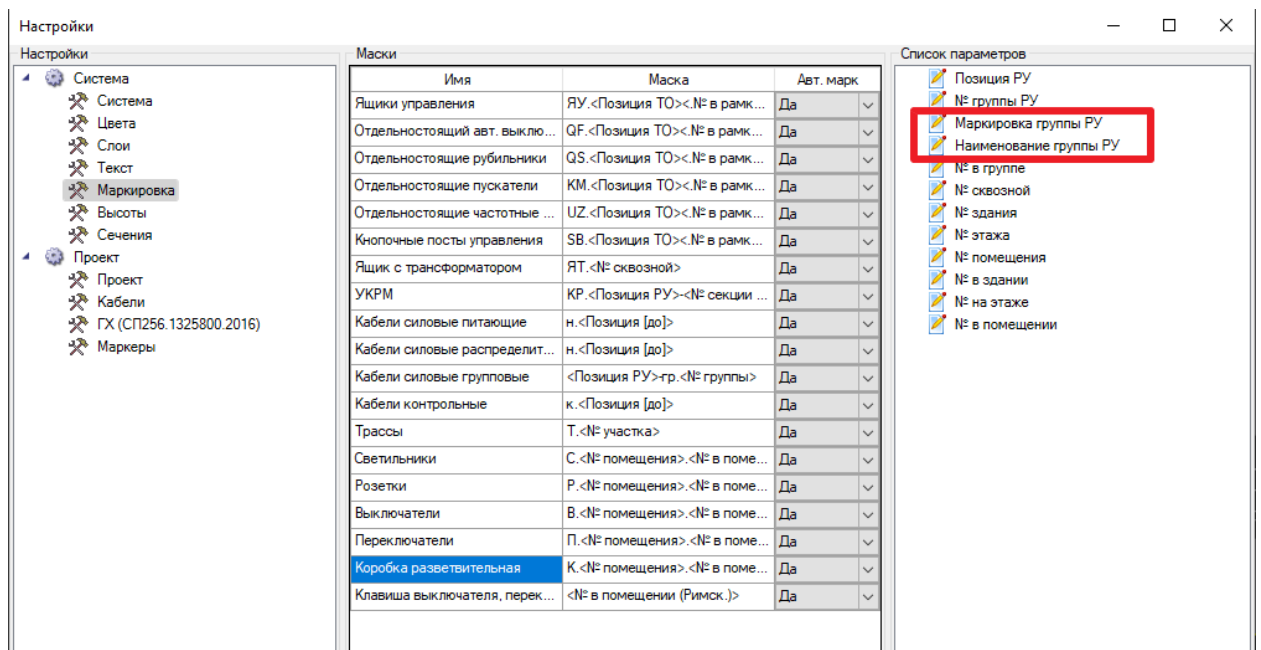 Настройки
Настройки
Система
Система
Цвета
Слои
Текст
Маркировка
Высоты
Сечения
Проект
Проект
Кабели
ГХ (СП256.1325800.2016)
Маркеры
Маски
Имя Маска Авт. марк
Ящики управления ЯУ.<Позиция ТО><.№ в рамк... Да
Отдельностоящий авт. выклю... QF.<Позиция ТО><.№ в рамк... Да
Отдельностоящие рубильники QS.<Позиция ТО><.№ в рамк... Да
Отдельностоящие пускатели KM.<Позиция ТО><.№ в рамк... Да
Отдельностоящие частотные ... UZ.<Позиция ТО><.№ в рамк... Да
Кнопочные посты управления SB.<Позиция ТО><.№ в рамк... Да
Ящик с трансформатором ЯТ.<№ сквозной> Да
УКРМ КР.<Позиция РУ>-<№ секции ... Да
Кабели силовые питающие н.<Позиция [до]> Да
Кабели силовые распределит... н.<Позиция [до]> Да
Кабели силовые групповые <Позиция РУ>-гр.<№ группы> Да
Кабели контрольные к.<Позиция [до]> Да
Трассы Т.<№ участка> Да
Светильники С.<№ помещения>.<№ в поме... Да
Розетки Р.<№ помещения>.<№ в поме... Да
Выключатели В.<№ помещения>.<№ в поме... Да
Переключатели П.<№ помещения>.<№ в поме... Да
Коробка разветвительная К.<№ помещения>.<№ в поме... Да
Клавиша выключателя, перек... <№ в помещении (Римск.)> Да
Список параметров
Позиция РУ
№ группы РУ
Маркировка группы РУ
Наименование группы РУ
№ в группе
№ сквозной
№ здания
№ этажа
№ помещения
№ в здании
№ на этаже
№ в помещении